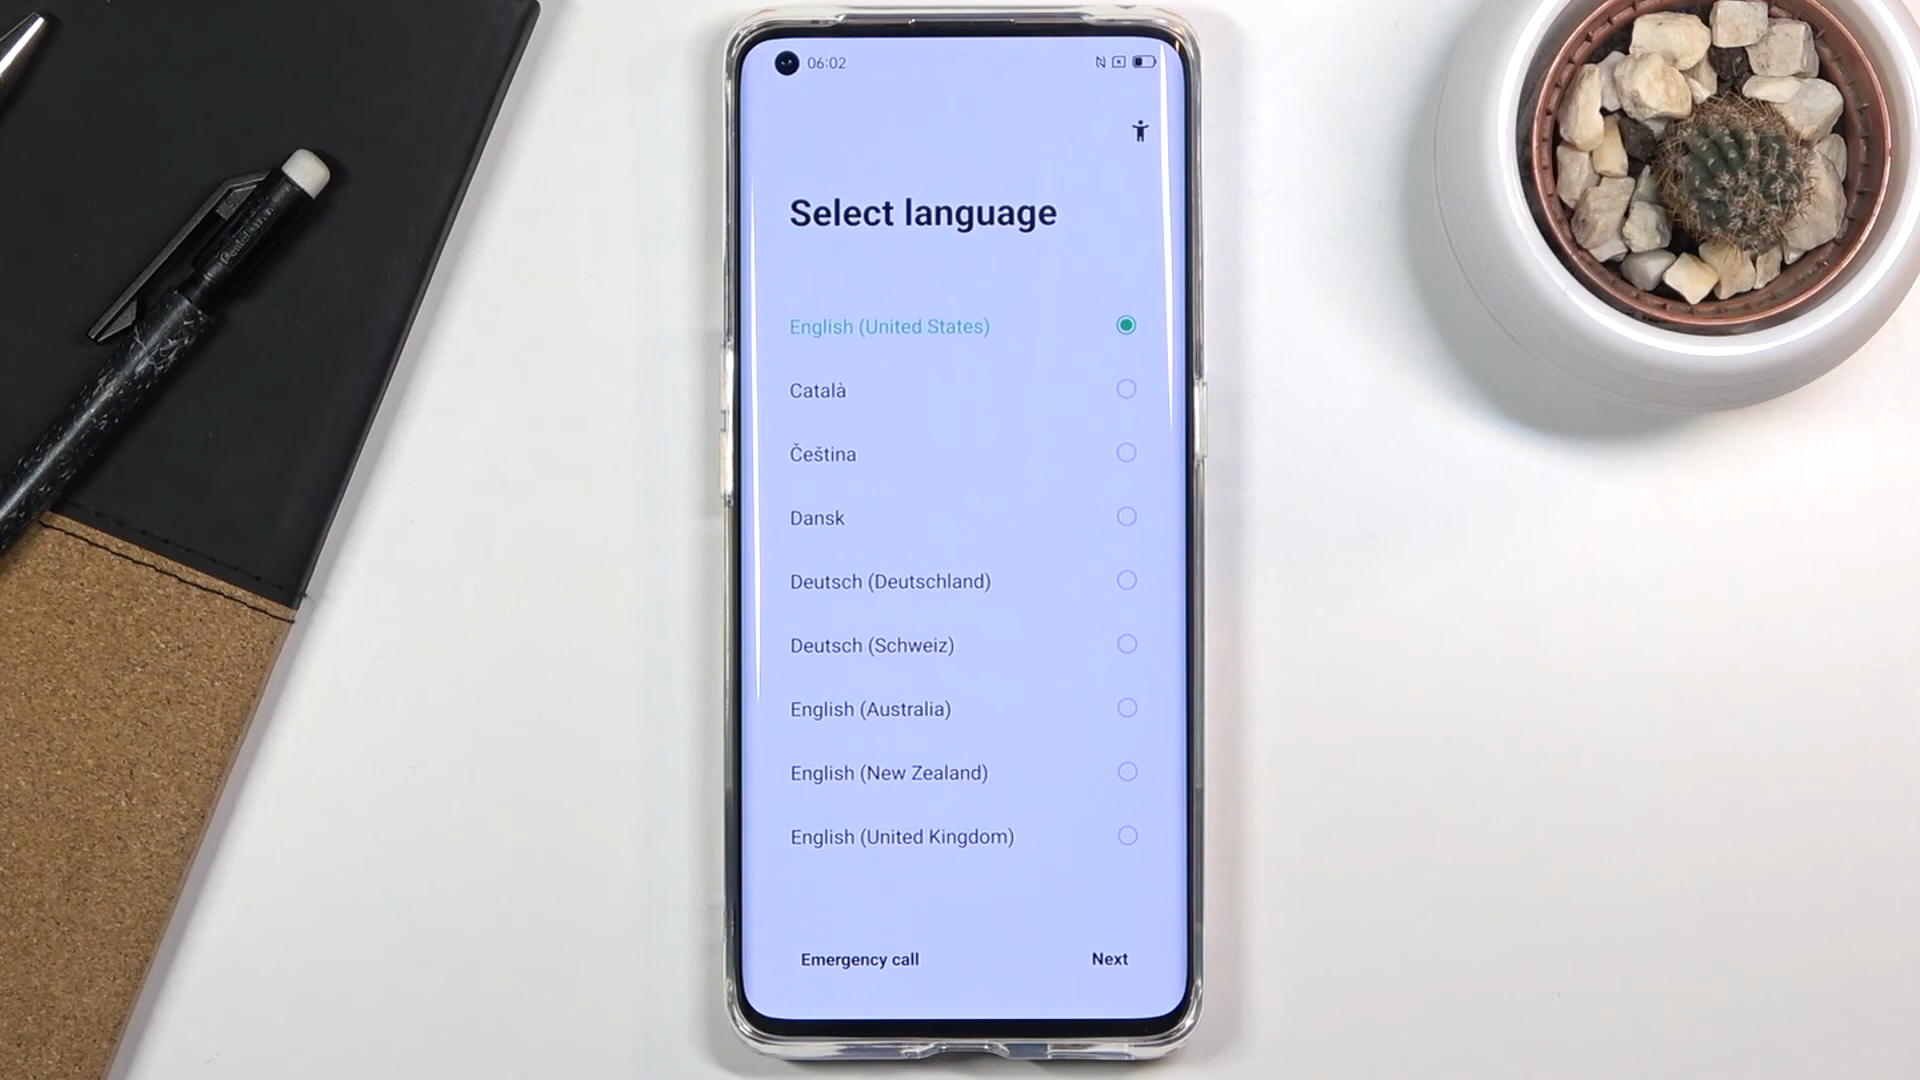 06:02
Select language
English (United States)
Català
Čeština
Dansk
Deutsch (Deutschland)
Deutsch (Schweiz)
English (Australia)
English (New Zealand)
English (United Kingdom)
Emergency call
Next
Pentel